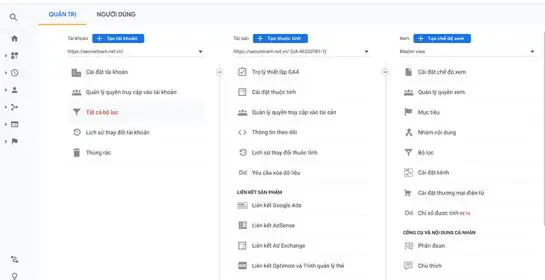 QUẢN TRỊ
NGƯỜI DÙNG
Tài khoản
+ Tạo tài khoản
https://seovietnam.net.vn/
Cài đặt tài khoản
Quản lý quyền truy cập vào tài khoản
Tất cả bộ lọc
Lịch sử thay đổi tài khoản
Thùng rác
Tài sản
+ Tạo thuộc tính
https://seovietnam.net.vn/ (UA-46220781-1)
Trợ lý thiết lập GA4
Cài đặt thuộc tính
Quản lý quyền truy cập vào tài sản
Thông tin theo dõi
Lịch sử thay đổi thuộc tính
Dd Yêu cầu xóa dữ liệu
LIÊN KẾT SẢN PHẨM
Liên kết Google Ads
Liên kết AdSense
Liên kết Ad Exchange
Liên kết Optimize và Trình quản lý thẻ
Xem
+ Tạo chế độ xem
Master view
Cài đặt chế độ xem
Quản lý quyền xem
Mục tiêu
Nhóm nội dung
Bộ lọc
Cài đặt kênh
Cài đặt thương mại điện tử
Dd Chỉ số được tính BETA
CÔNG CỤ VÀ NỘI DUNG CÁ NHÂN
Phân đoạn
Chú thích